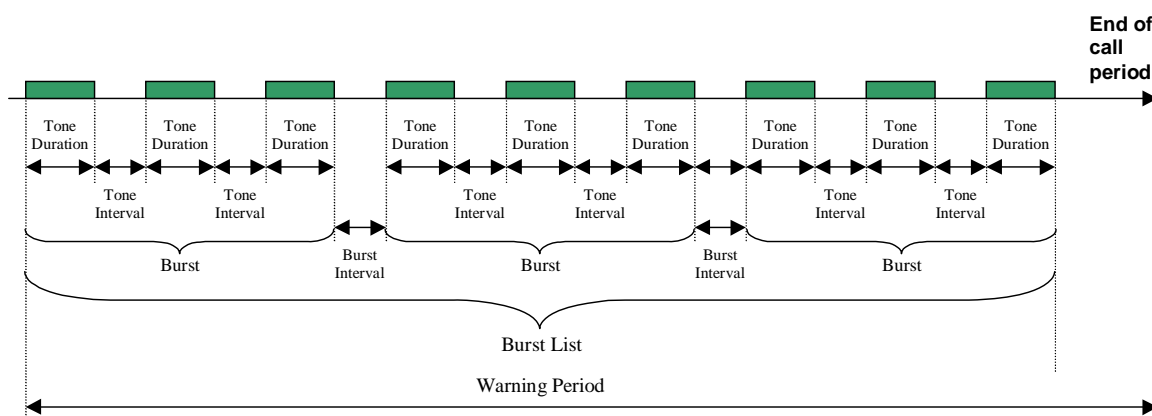 End of
call
period
Tone
Duration
Tone
Duration
Tone
Duration
Tone
Duration
Tone
Duration
Tone
Duration
Tone
Duration
Tone
Duration
Tone
Duration
Tone
Interval
Tone
Interval
Tone
Interval
Tone
Interval
Tone
Interval
Tone
Interval
Burst
Burst
Interval
Burst
Burst
Interval
Burst
Burst List
Warning Period